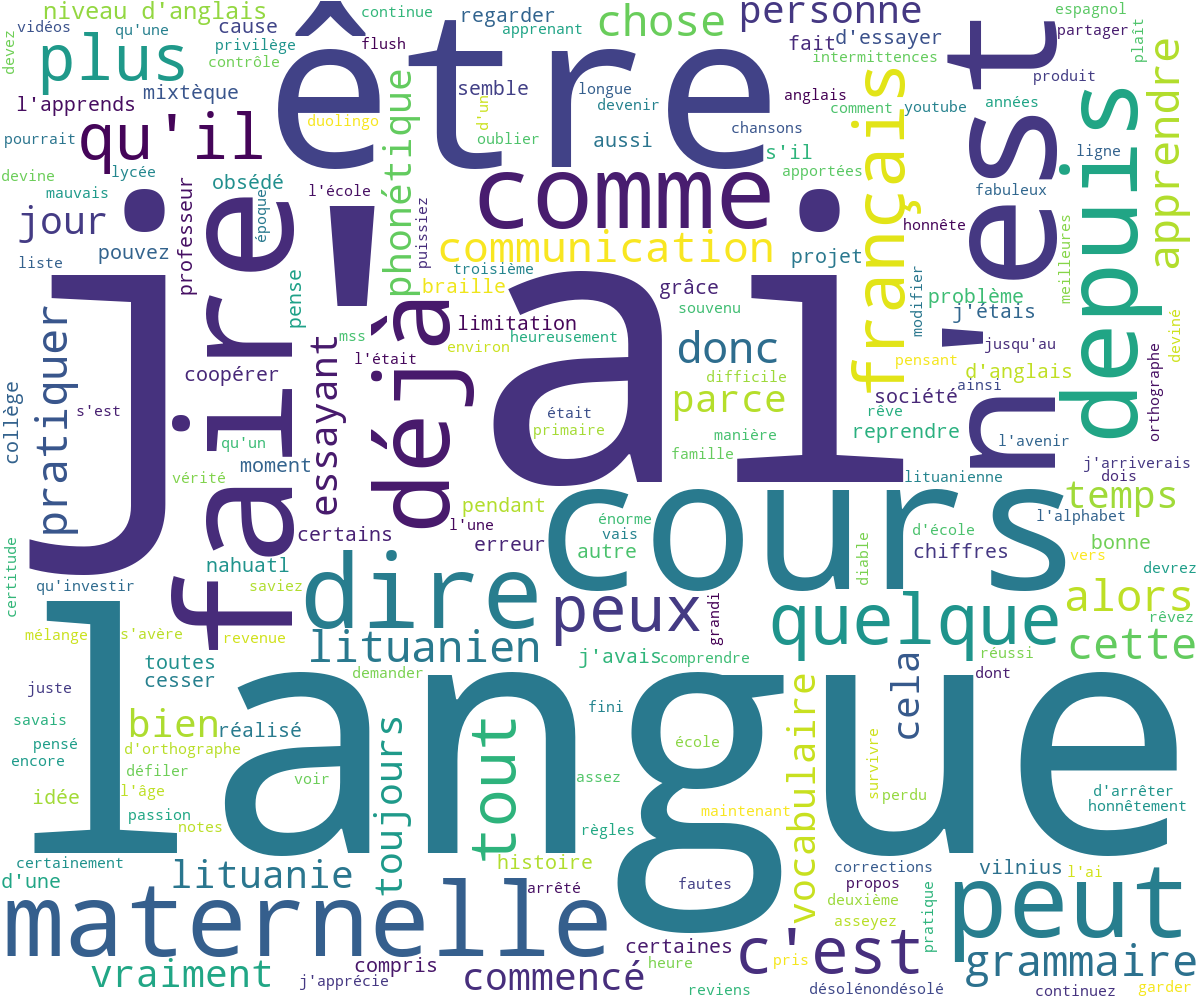 niveau d'anglais
vidéos
qu'une
devez
plus
cause
privilège
contrôle
continue
flush
regarder
apprenant
chose
personne
fait
d'essayer
intermittences
espagnol
partager
plaît
l'apprends
mixtèque
être
phonétique
semble
d'un
longue
devenir
anglais
comment
youtube
produit
années
n'est
depuis
apprendre
pourrait
qu'il
duolingo
oublier
aussi
chansons
s'il
apportées
français
ligne
devine
mauvais
lycée
professeur
obsédé
époque
l'école
puissiez
comme
fabuleux
honnête
meilleures
jour
pouvez
liste
faire
communication
troisième
braille
grâce
souvenu
projet
modifier
problème
j'étais
pense
mss
l'était
limitation
environ
heureusement
j'ai
donc
difficile
pensant
jusqu'au
d'anglais
deviné
orthographe
collège
pratiquer
s'est
coopérer
essayant
déjà
était
primaire
parce
manière
famille
société
ainsi
rêve
reprendre
l'avenir
qu'un
vérité
moment
certains
pendant
l'une
erreur
énorme
vais
autre
cours
lituanienne
j'arriverais
dois
temps
l'alphabet
d'école
chiffres
diable
vers
bonne
devrez
certitude
qu'investir
nahuatl
saviez
dire
peux
grandi
quelque
alors
rêvez
cette
mélange
s'avère
revenue
lituanien
j'avais
comprendre
demander
réussi
dont
toutes
cesser
juste
langue
savais
pensé
encore
bien
réalisé
d'orthographe
défiler
voir
toujours
tout
fini
école
assez
vocabulaire
cela
survivre
perdu
maintenant
d'arrêter
honnêtement
idée
l'âge
passion
notes
règles
certainement
d'une
lituanie
histoire
arrêté
fautes
corrections
propos
deuxième
asseyez
pratique
vilnius
l'ai
maternelle
peut
vraiment
compris
j'apprécie
commencé
certaines
heure
reviens
c'est
pris
désolénondésolé
grammaire
continuez
garder